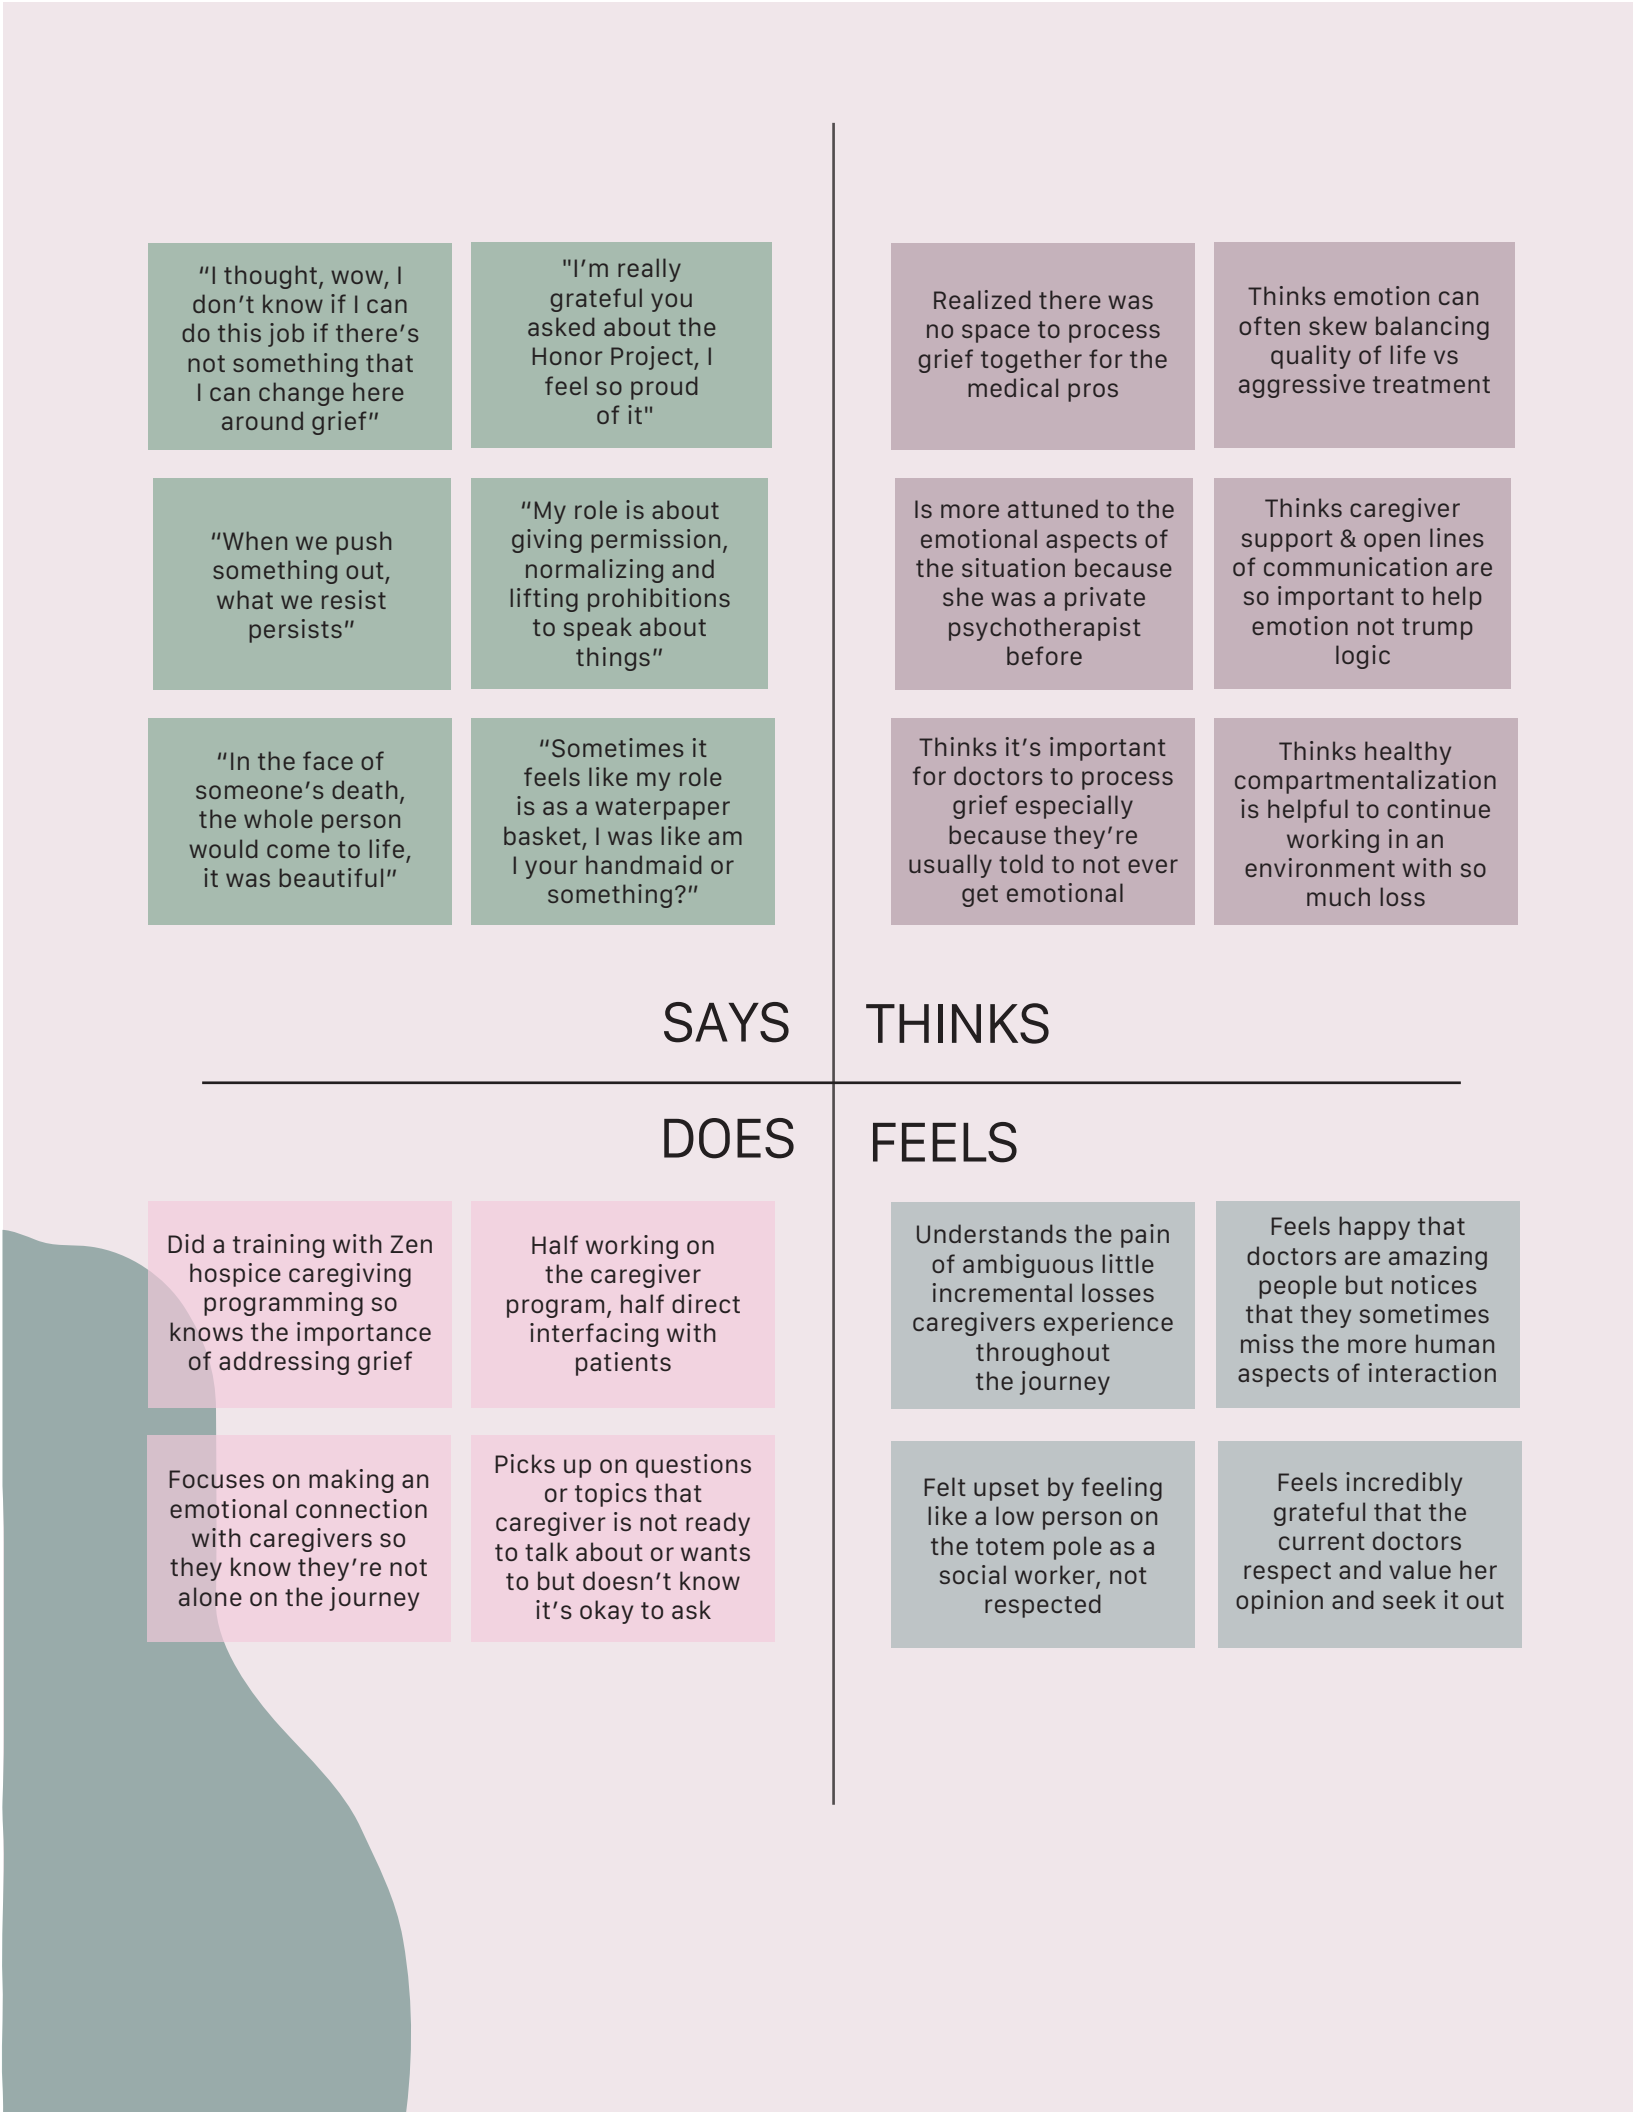 “I thought, wow, I
don’t know if I can
do this job if there’s
not something that
I can change here
around grief”
"I’m really
grateful you
asked about the
Honor Project, I
feel so proud
of it"
“When we push
something out,
what we resist
persists”
“My role is about
giving permission,
normalizing and
lifting prohibitions
to speak about
things”
“In the face of
someone’s death,
the whole person
would come to life,
it was beautiful”
“Sometimes it
feels like my role
is as a waterpaper
basket, I was like am
I your handmaid or
something?”
SAYS
Realized there was
no space to process
grief together for the
medical pros
Thinks emotion can
often skew balancing
quality of life vs
aggressive treatment
Is more attuned to the
emotional aspects of
the situation because
she was a private
psychotherapist
before
Thinks caregiver
support & open lines
of communication are
so important to help
emotion not trump
logic
Thinks it’s important
for doctors to process
grief especially
because they’re
usually told to not ever
get emotional
Thinks healthy
compartmentalization
is helpful to continue
working in an
environment with so
much loss
THINKS
DOES
Did a training with Zen
hospice caregiving
programming so
knows the importance
of addressing grief
Half working on
the caregiver
program, half direct
interfacing with
patients
Focuses on making an
emotional connection
with caregivers so
they know they’re not
alone on the journey
Picks up on questions
or topics that
caregiver is not ready
to talk about or wants
to but doesn’t know
it’s okay to ask
FEELS
Understands the pain
of ambiguous little
incremental losses
caregivers experience
throughout
the journey
Feels happy that
doctors are amazing
people but notices
that they sometimes
miss the more human
aspects of interaction
Felt upset by feeling
like a low person on
the totem pole as a
social worker, not
respected
Feels incredibly
grateful that the
current doctors
respect and value her
opinion and seek it out